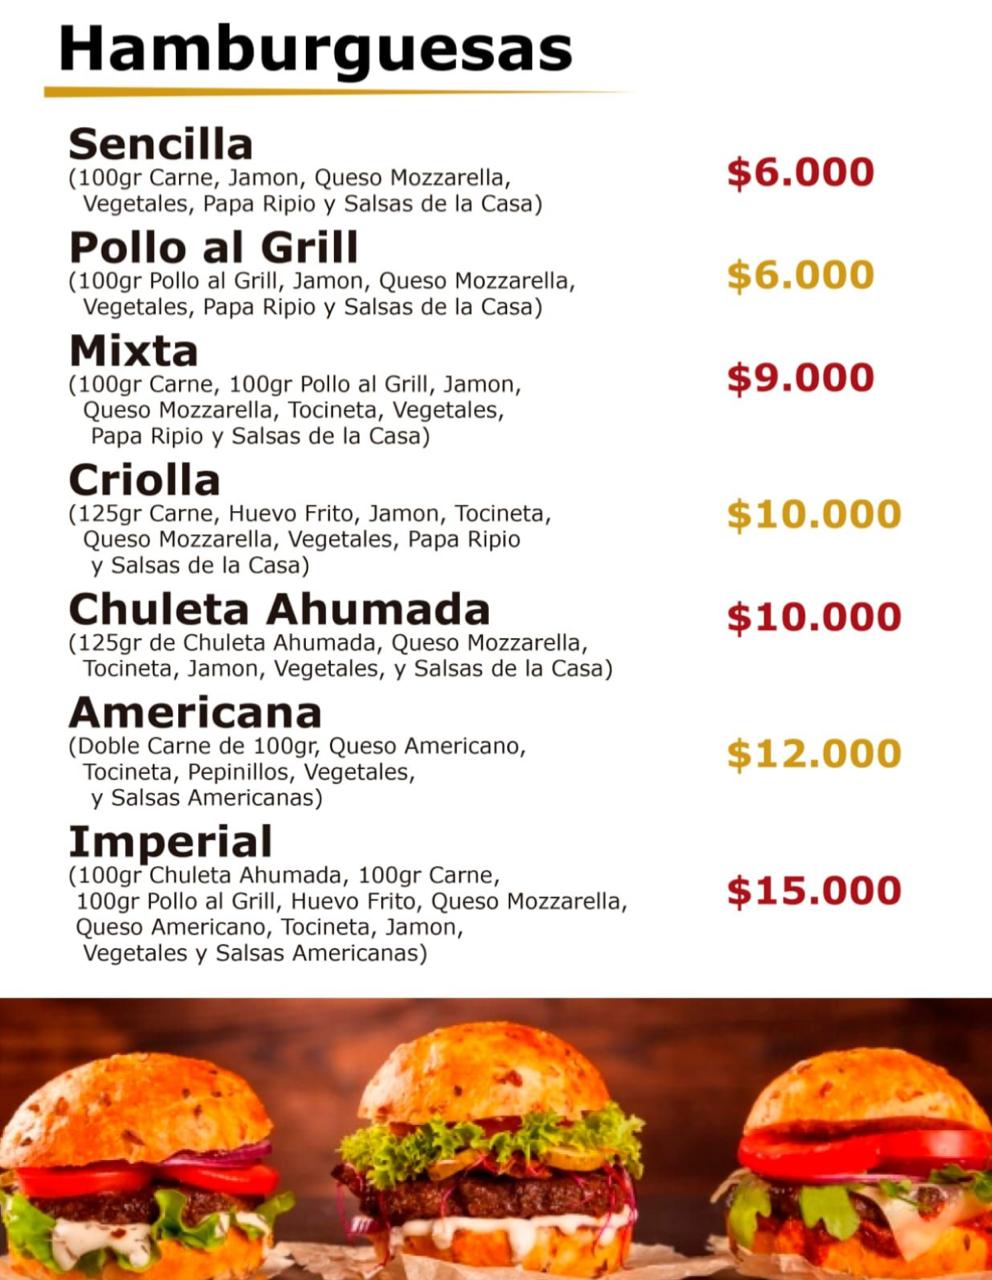 Hamburguesas
Sencilla
(100gr Carne, Jamon, Queso Mozzarella,
Vegetales, Papa Ripio y Salsas de la Casa)
$6.000
Pollo al Grill
(100gr Pollo al Grill, Jamon, Queso Mozzarella,
Vegetales, Papa Ripio y Salsas de la Casa)
$6.000
Mixta
(100gr Carne, 100gr Pollo al Grill, Jamon,
Queso Mozzarella, Tocineta, Vegetales,
Papa Ripio y Salsas de la Casa)
$9.000
Criolla
(125gr Carne, Huevo Frito, Jamon, Tocineta,
Queso Mozzarella, Vegetales, Papa Ripio
y Salsas de la Casa)
$10.000
Chuleta Ahumada
(125gr de Chuleta Ahumada, Queso Mozzarella,
Tocineta, Jamon, Vegetales, y Salsas de la Casa)
$10.000
Americana
(Doble Carne de 100gr, Queso Americano,
Tocineta, Pepinillos, Vegetales,
y Salsas Americanas)
$12.000
Imperial
(100gr Chuleta Ahumada, 100gr Carne,
100gr Pollo al Grill, Huevo Frito, Queso Mozzarella,
Queso Americano, Tocineta, Jamon,
Vegetales y Salsas Americanas)
$15.000